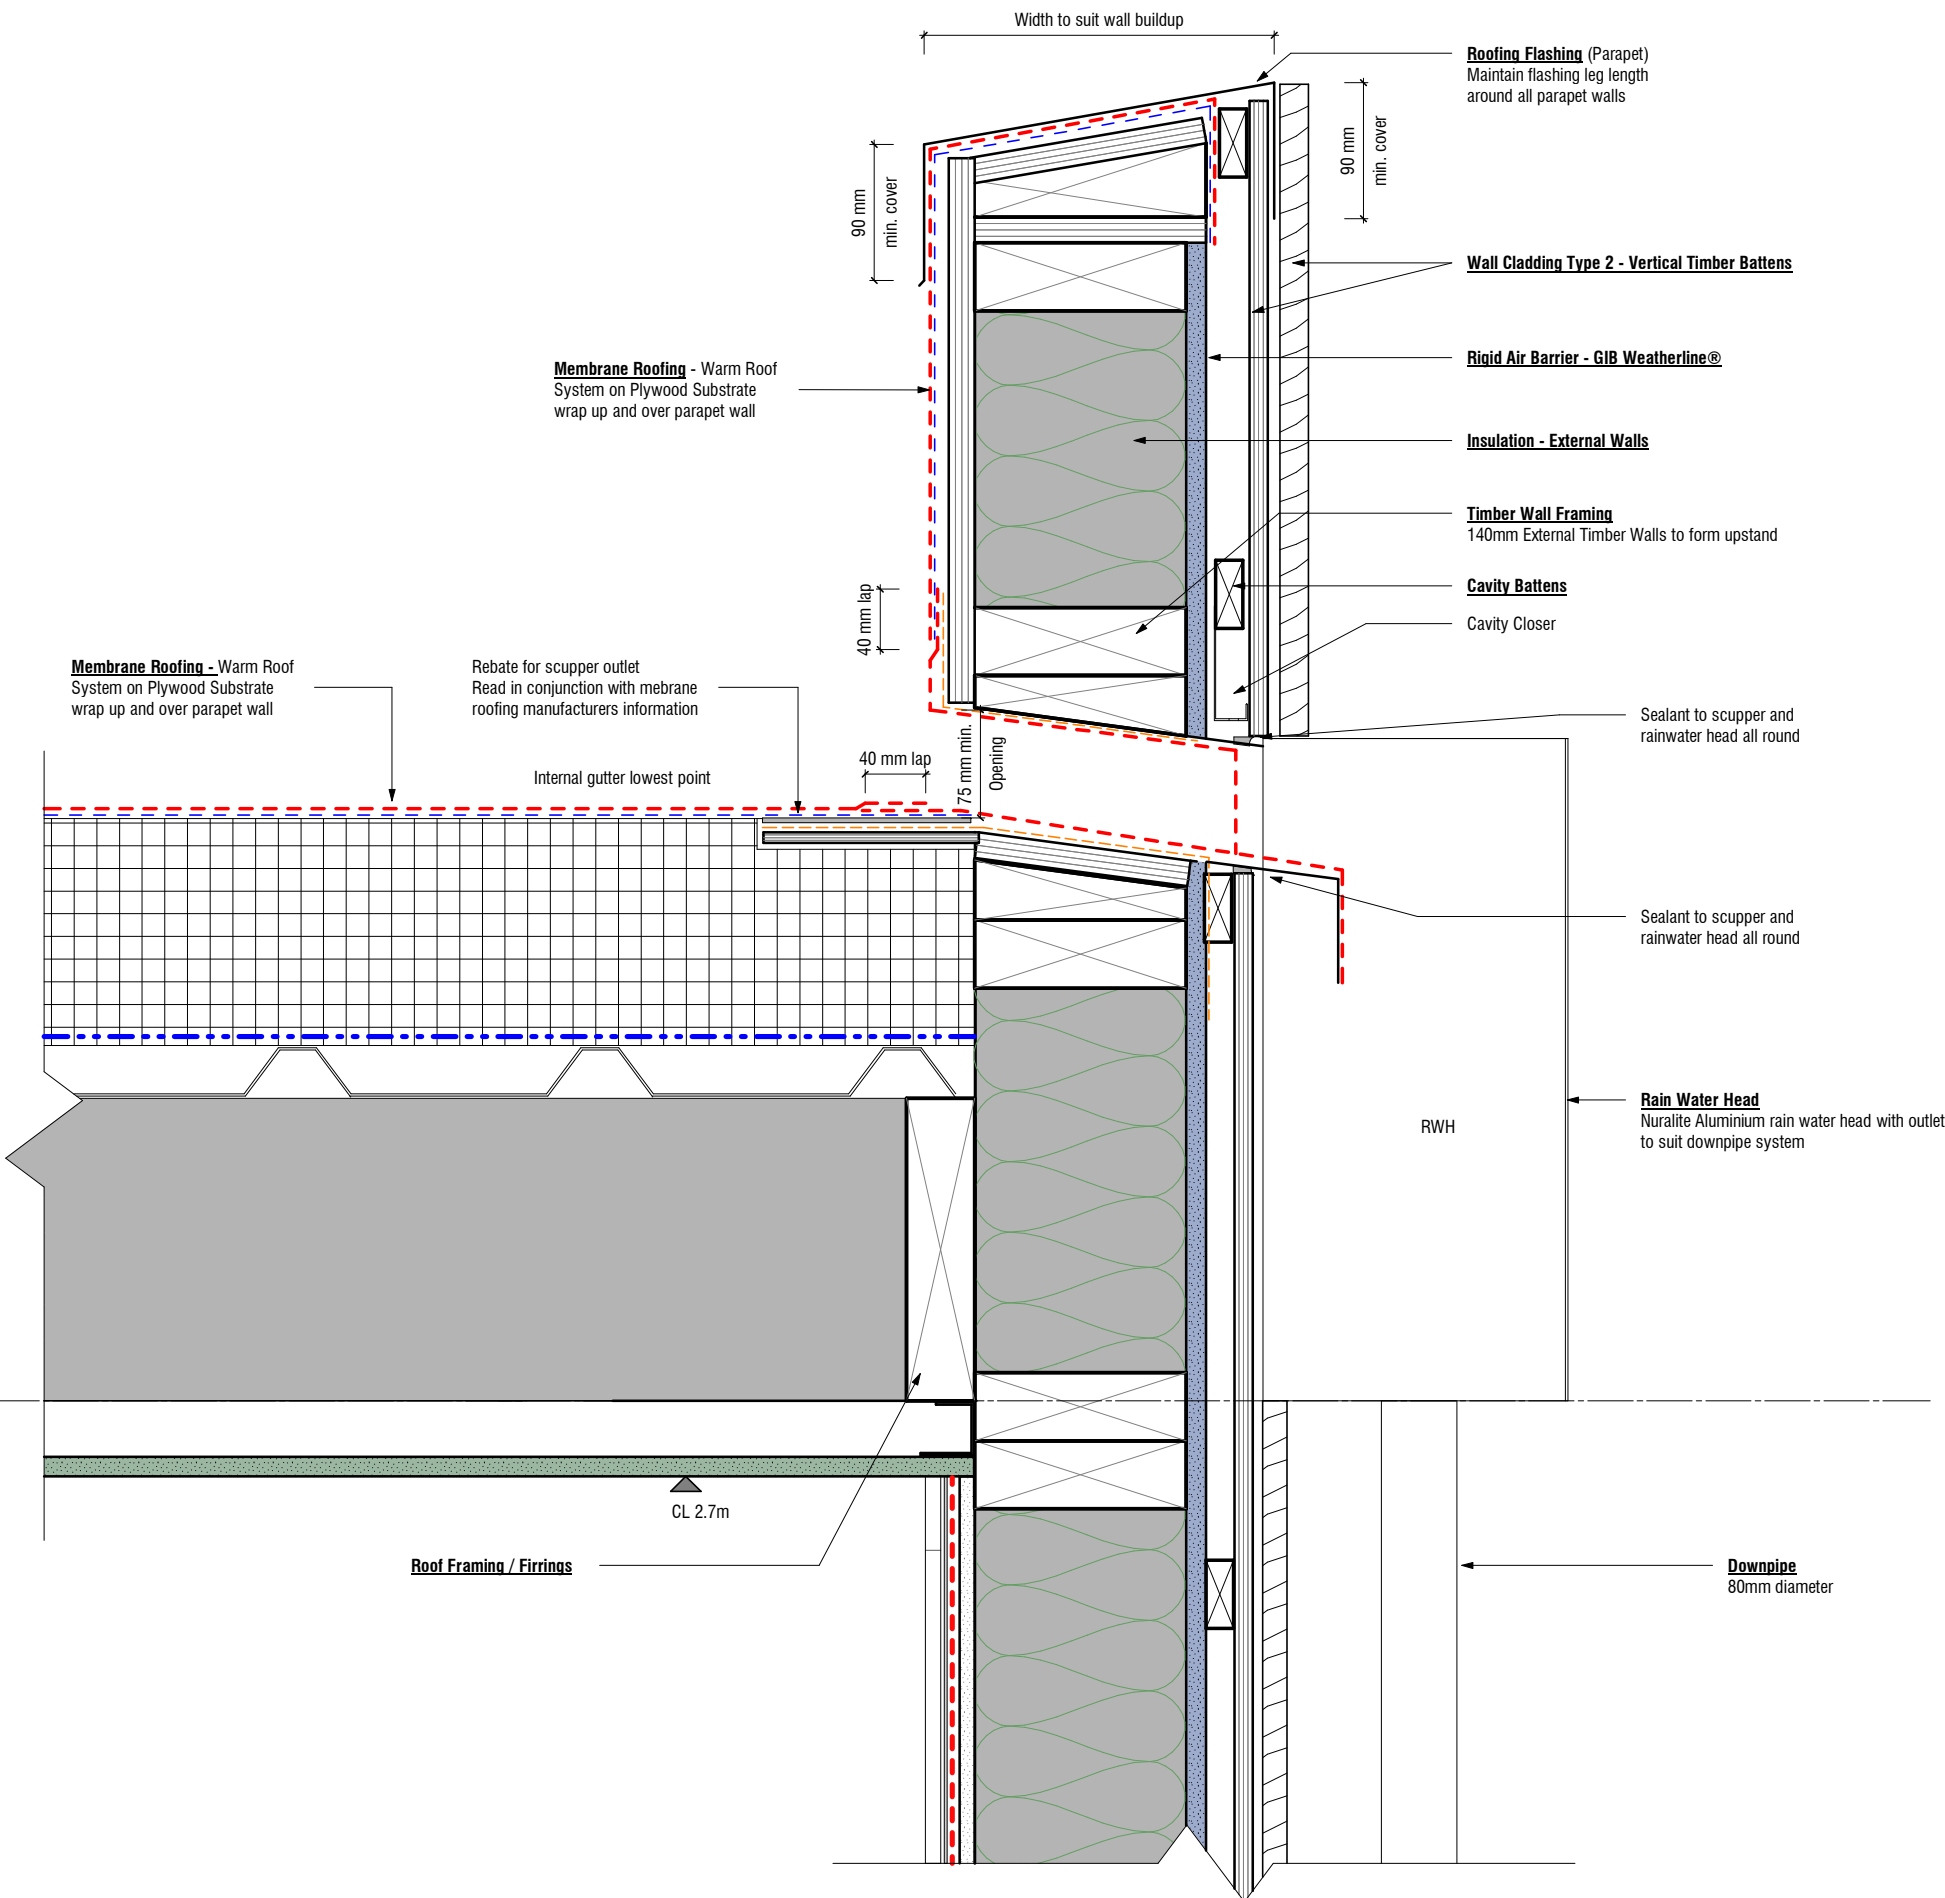 Width to suit wall buildup
Roofing Flashing (Parapet)
Maintain flashing leg length
around all parapet walls
90 mm
min. cover
90 mm
min. cover
Wall Cladding Type 2 - Vertical Timber Battens
Rigid Air Barrier - GIB Weatherline®
Membrane Roofing - Warm Roof
System on Plywood Substrate
wrap up and over parapet wall
Insulation - External Walls
Timber Wall Framing
140mm External Timber Walls to form upstand
Cavity Battens
Cavity Closer
40 mm lap
Membrane Roofing - Warm Roof
System on Plywood Substrate
wrap up and over parapet wall
Rebate for scupper outlet
Read in conjunction with mebrane
roofing manufacturers information
Sealant to scupper and
rainwater head all round
40 mm lap
75 mm min.
Opening
Internal gutter lowest point
Sealant to scupper and
rainwater head all round
Rain Water Head
Nuralite Aluminium rain water head with outlet
to suit downpipe system
RWH
CL 2.7m
Roof Framing / Firrings
Downpipe
80mm diameter